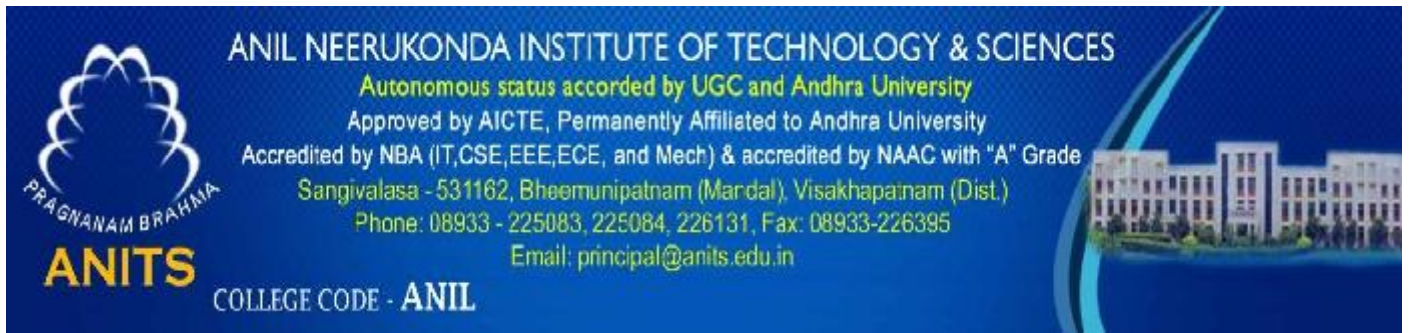 ANIL NEERUKONDA INSTITUTE OF TECHNOLOGY & SCIENCES
Autonomous status accorded by UGC and Andhra University
Approved by AICTE, Permanently Affiliated to Andhra University
Accredited by NBA (IT,CSE,EEE,ECE, and Mech) & accredited by NAAC with "A" Grade
Sangivalasa - 531162, Bheemunipatnam (Mandal), Visakhapatnam (Dist.)
Phone: 08933 - 225083, 225084, 226131, Fax: 08933-226395
Email: principal@anits.edu.in
PRAGNANAM BRAHMA
ANITS
COLLEGE CODE - ANIL